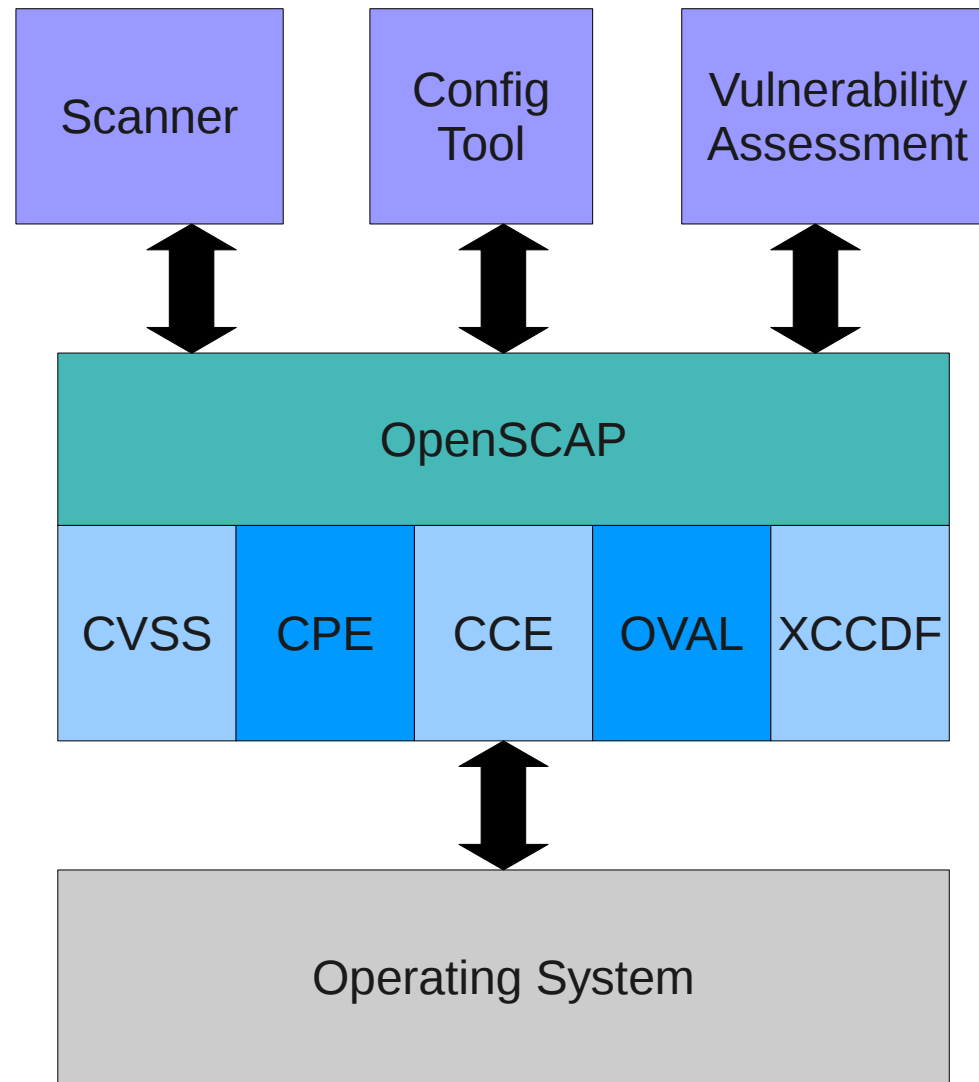 Scanner
Config
Tool
Vulnerability
Assessment
OpenSCAP
CVSS
CPE
CCE
OVAL
XCCDF
Operating System